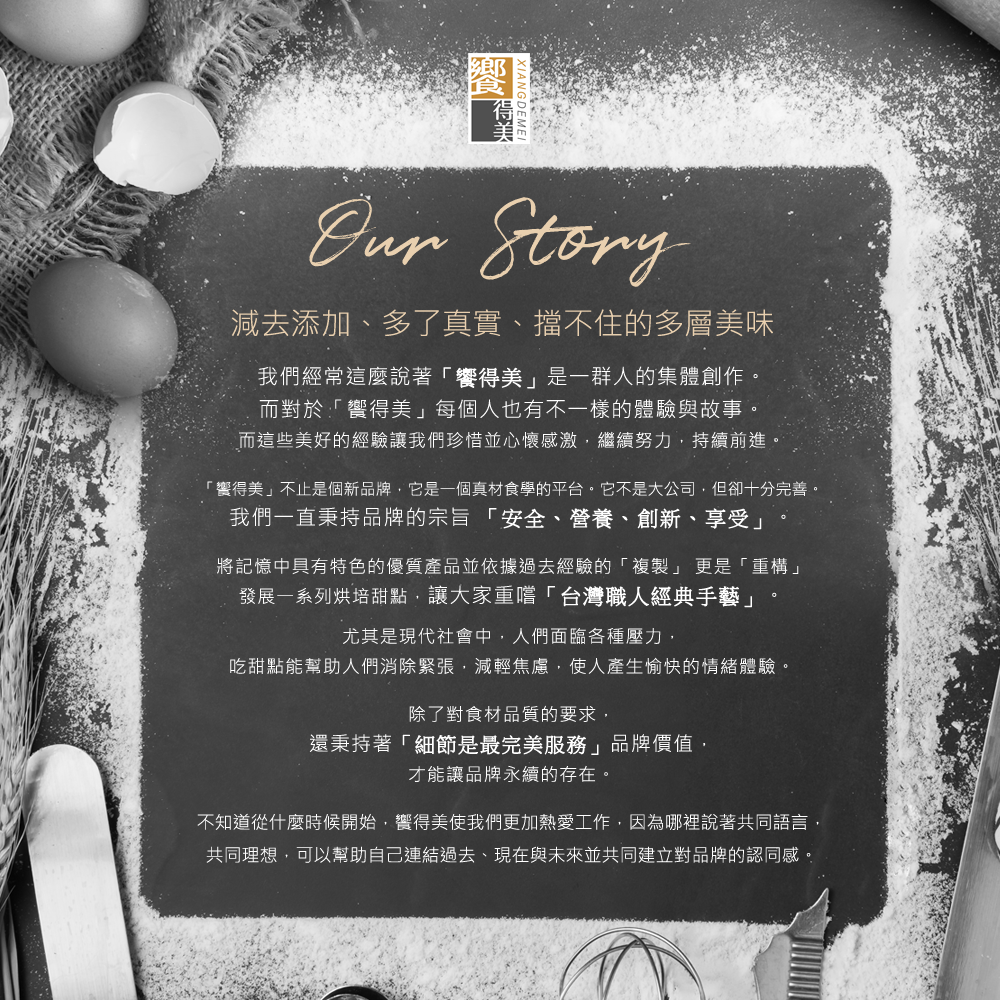 饗得美
XIANGDEMEI
Our Story
減去添加、多了真實、擋不住的多層美味
我們經常這麼說著「饗得美」是一群人的集體創作。
而對於「饗得美」每個人也有不一樣的體驗與故事。
而這些美好的經驗讓我們珍惜並心懷感激，繼續努力，持續前進。
「饗得美」不止是個新品牌，它是一個真材食學的平台。它不是大公司，但卻十分完善。
我們一直秉持品牌的宗旨「安全、營養、創新、享受」。
將記憶中具有特色的優質產品並依據過去經驗的「複製」更是「重構」
發展一系列烘培甜點，讓大家重嚐「台灣職人經典手藝」。
尤其是現代社會中，人們面臨各種壓力，
吃甜點能幫助人們消除緊張，減輕焦慮，使人產生愉快的情緒體驗。
除了對食材品質的要求，
還秉持著「細節是最完美服務」品牌價值，
才能讓品牌永續的存在。
不知道從什麼時候開始，饗得美使我們更加熱愛工作，因為哪裡說著共同語言，
共同理想，可以幫助自己連結過去、現在與未來並共同建立對品牌的認同感。